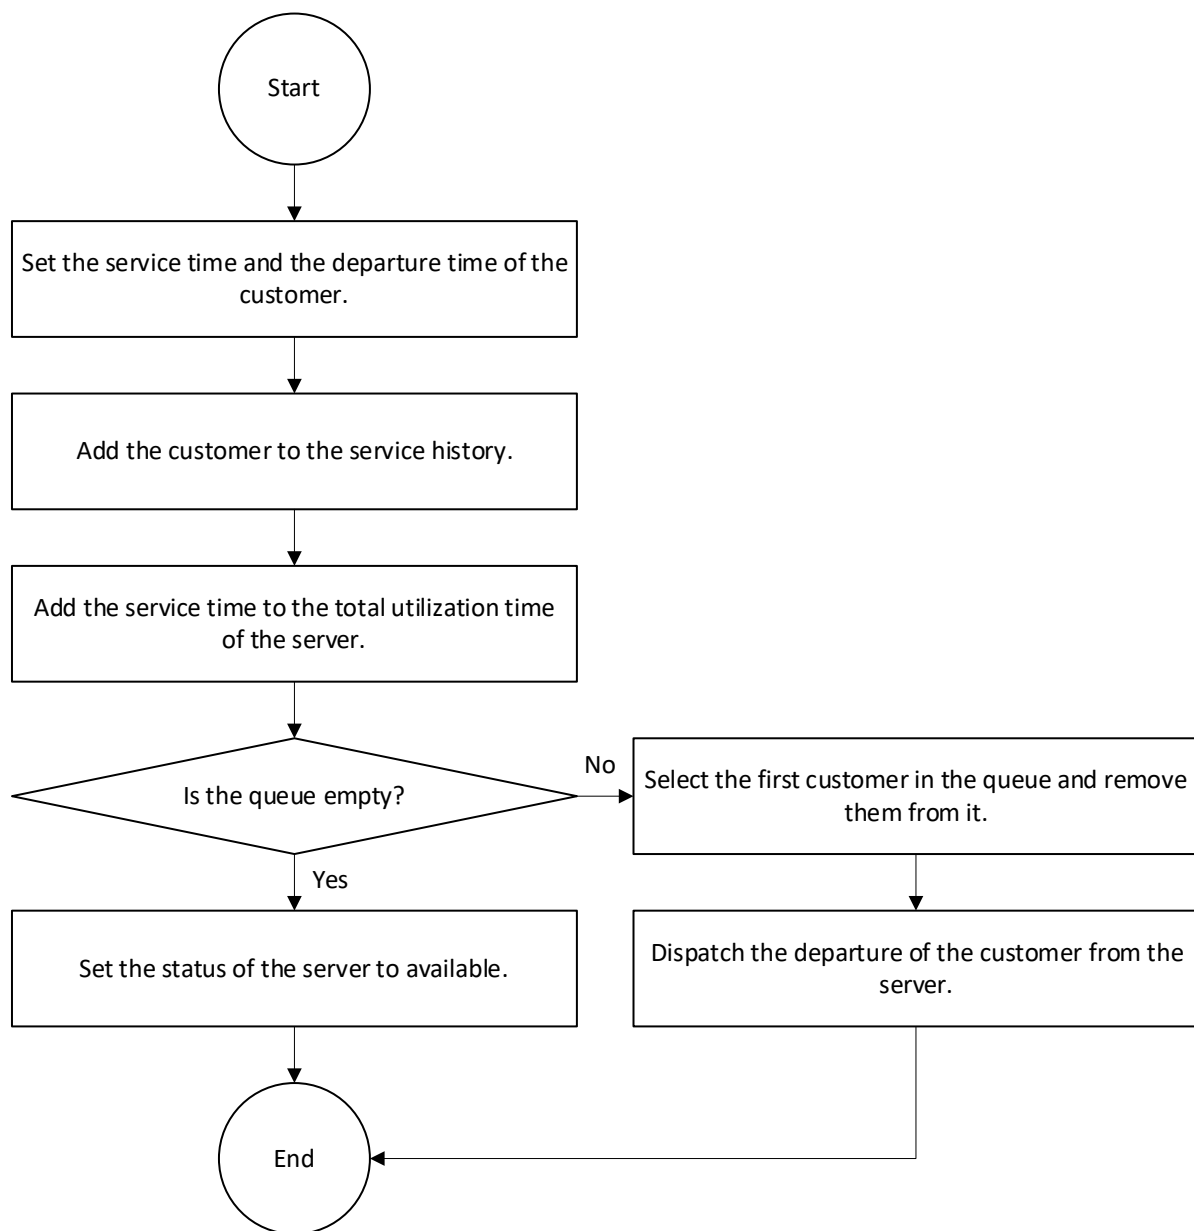 Start
Set the service time and the departure time of the
customer.
Add the customer to the service history.
Add the service time to the total utilization time
of the server.
Is the queue empty?
No
Select the first customer in the queue and remove
them from it.
Yes
Set the status of the server to available.
Dispatch the departure of the customer from the
server.
End